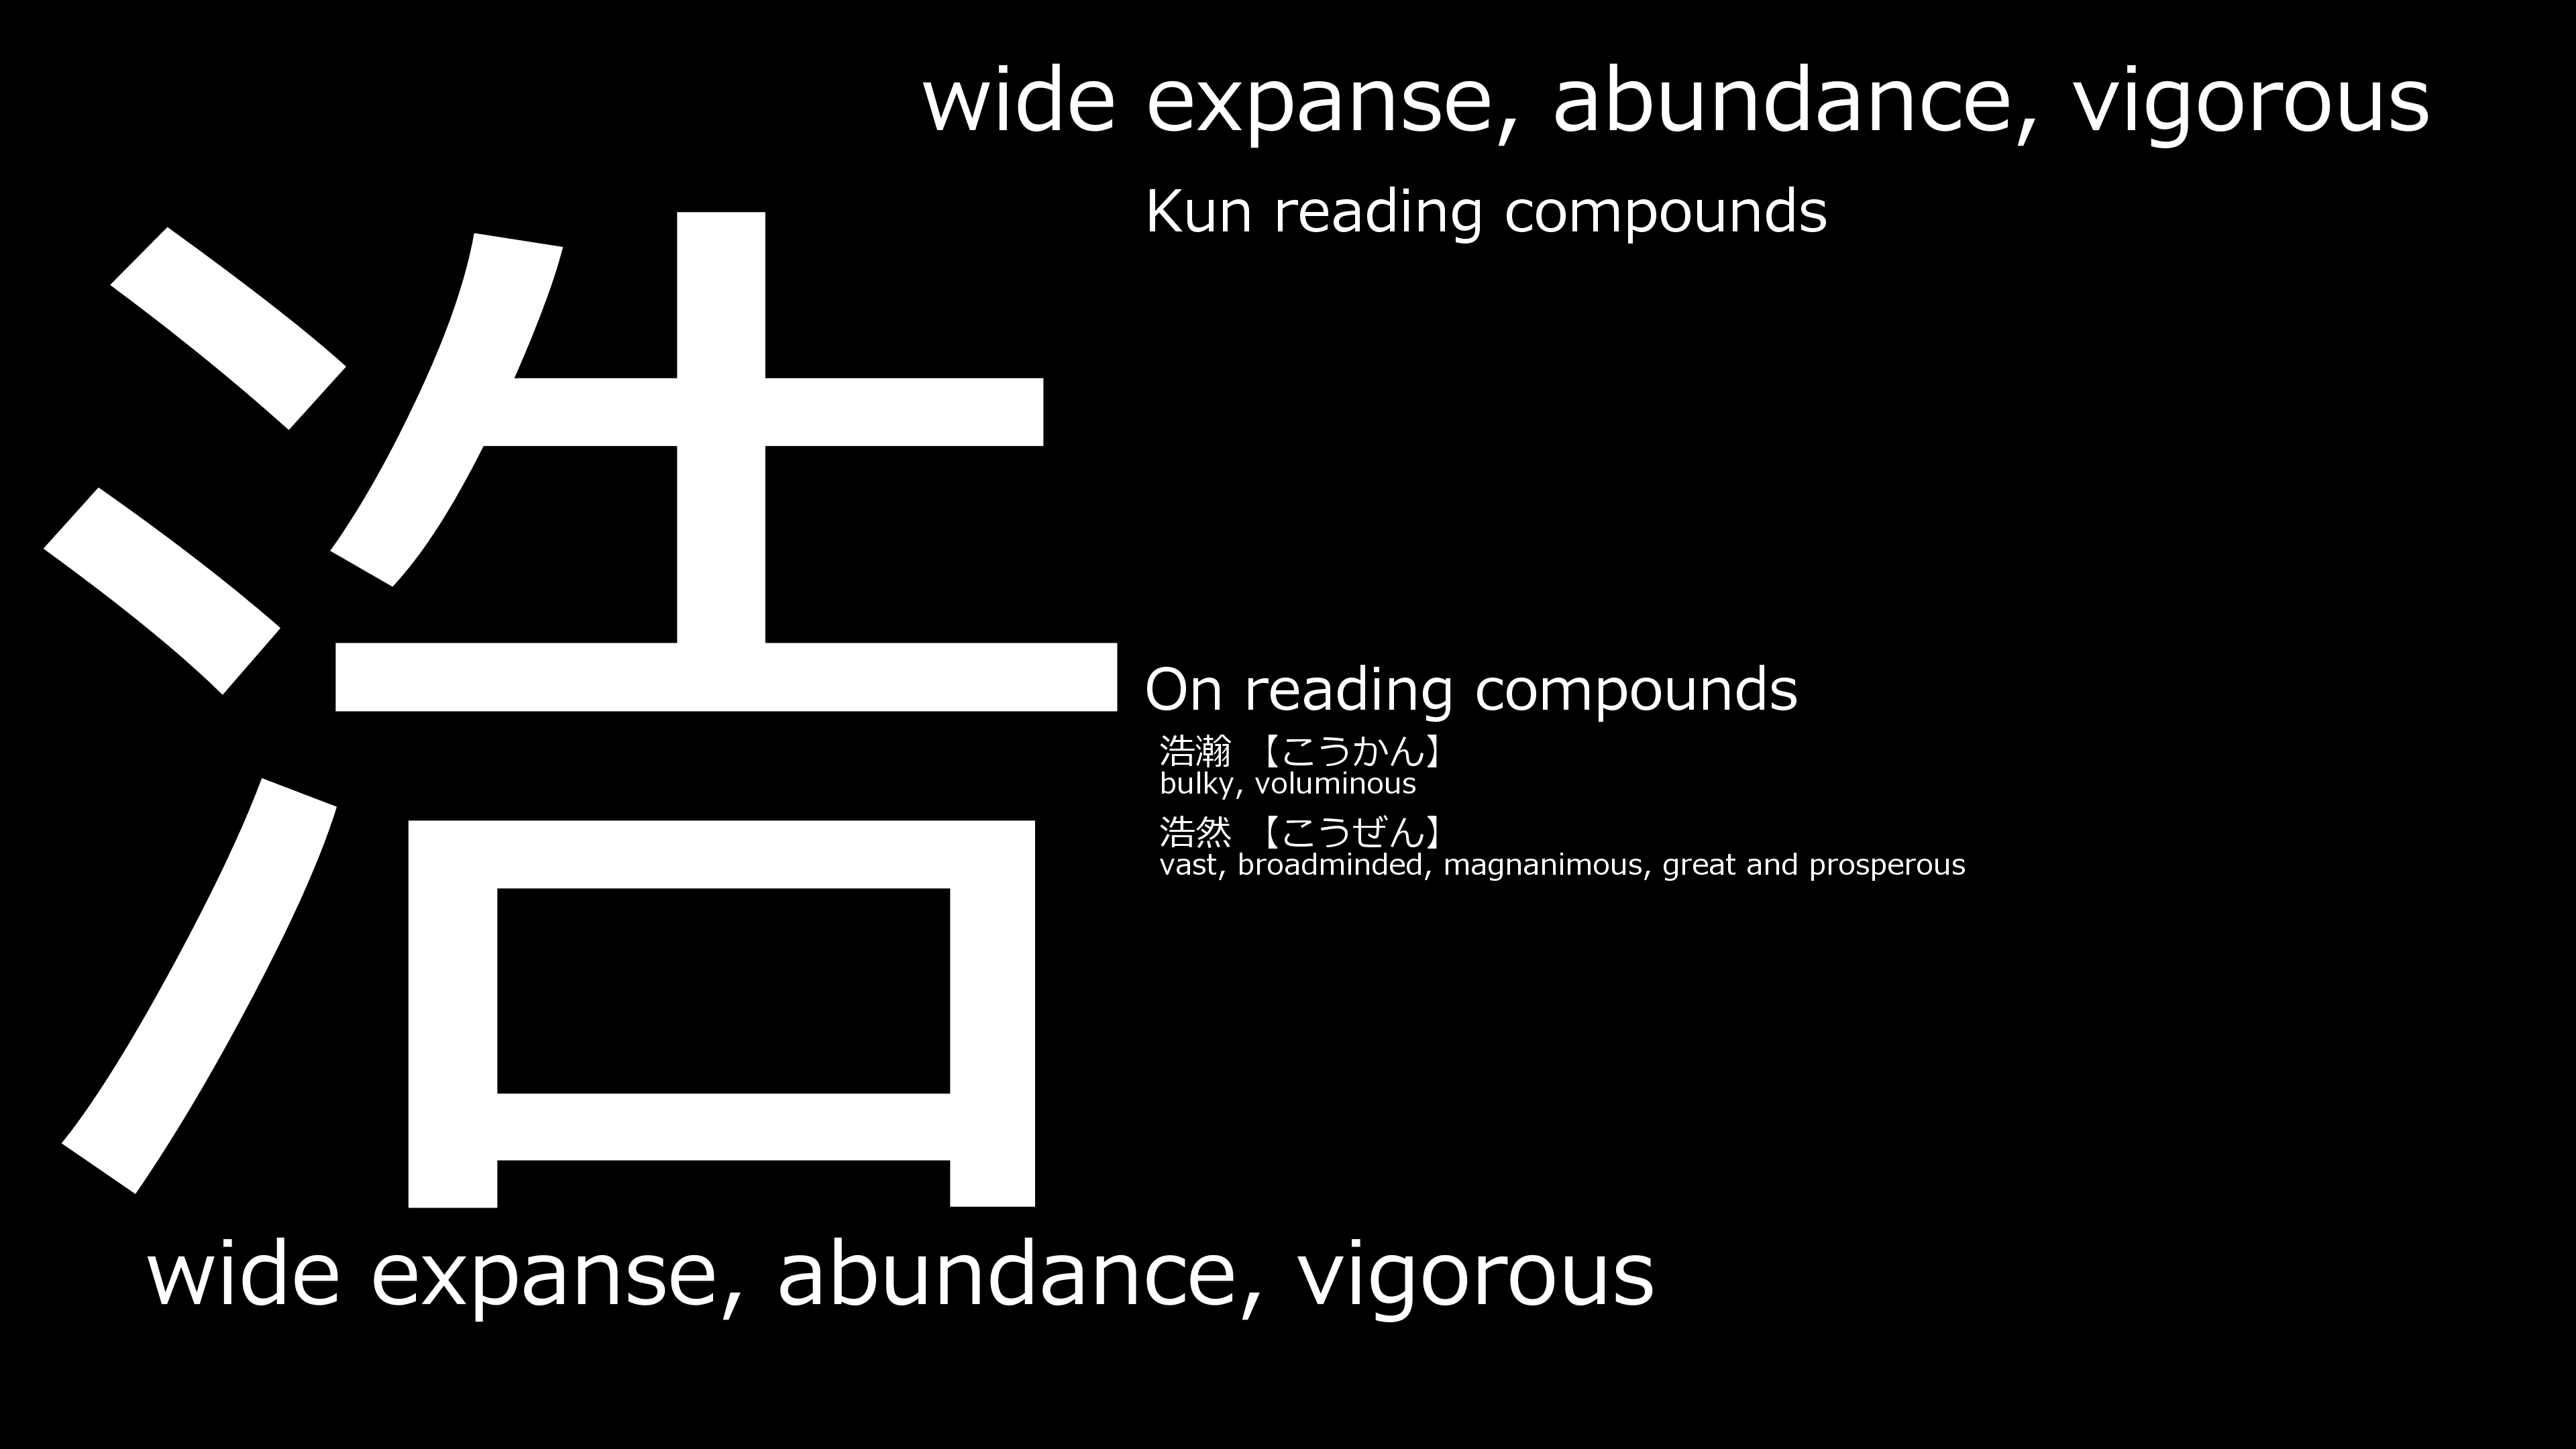 wide expanse, abundance, vigorous
Kun reading compounds
浩
On reading compounds
浩瀚 【こうかん】
bulky, voluminous
浩然 【こうぜん】
vast, broadminded, magnanimous, great and prosperous
wide expanse, abundance, vigorous